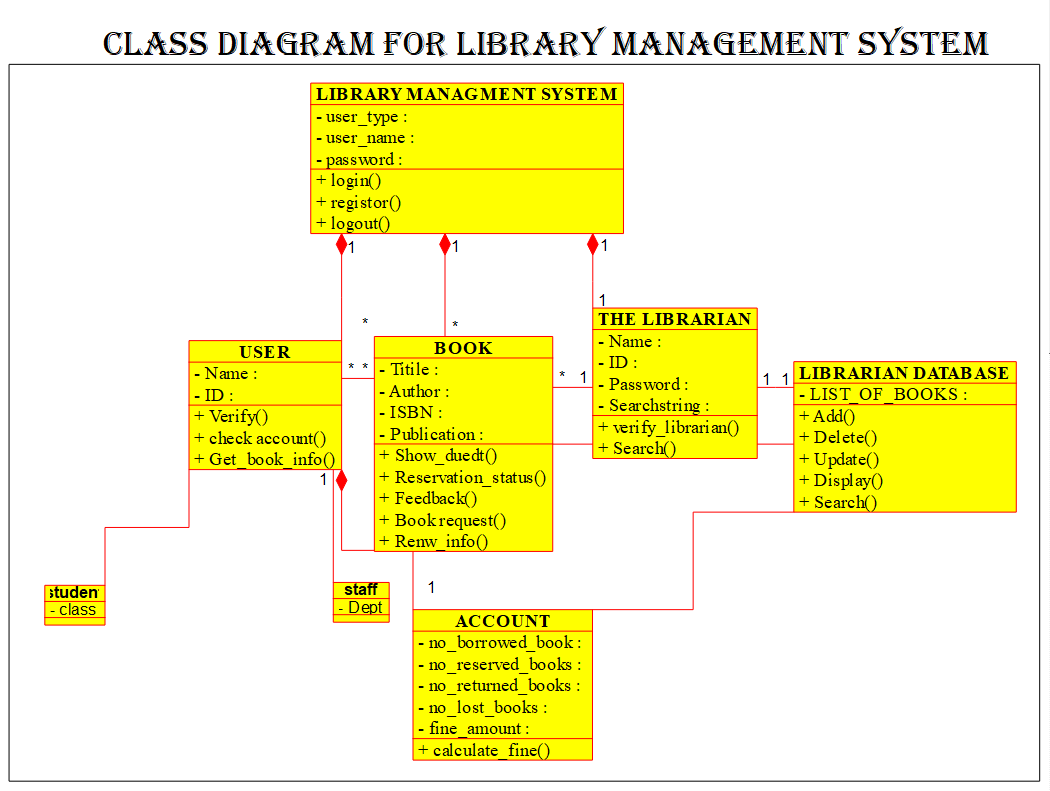 CLASS DIAGRAM FOR LIBRARY MANAGEMENT SYSTEM
LIBRARY MANAGMENT SYSTEM
- user_type :
- user_name :
- password :
+ login()
+ registor()
+ logout()
1
1
1
*
*
1
USER
- Name :
- ID :
+ Verify()
+ check account()
+ Get_book_info()
1
* *
BOOK
- Titile :
- Author :
- ISBN :
- Publication :
+ Show_duedt()
+ Reservation_status()
+ Feedback()
+ Book request()
+ Renw_info()
* 1
THE LIBRARIAN
- Name :
- ID :
- Password :
- Searchstring :
+ verify_librarian()
+ Search()
1 1
LIBRARIAN DATABASE
- LIST_OF_BOOKS :
+ Add()
+ Delete()
+ Update()
+ Display()
+ Search()
studen
- class
staff
- Dept
1
ACCOUNT
- no_borrowed_book :
- no_reserved_books :
- no_returned_books :
- no_lost_books :
- fine_amount :
+ calculate_fine()